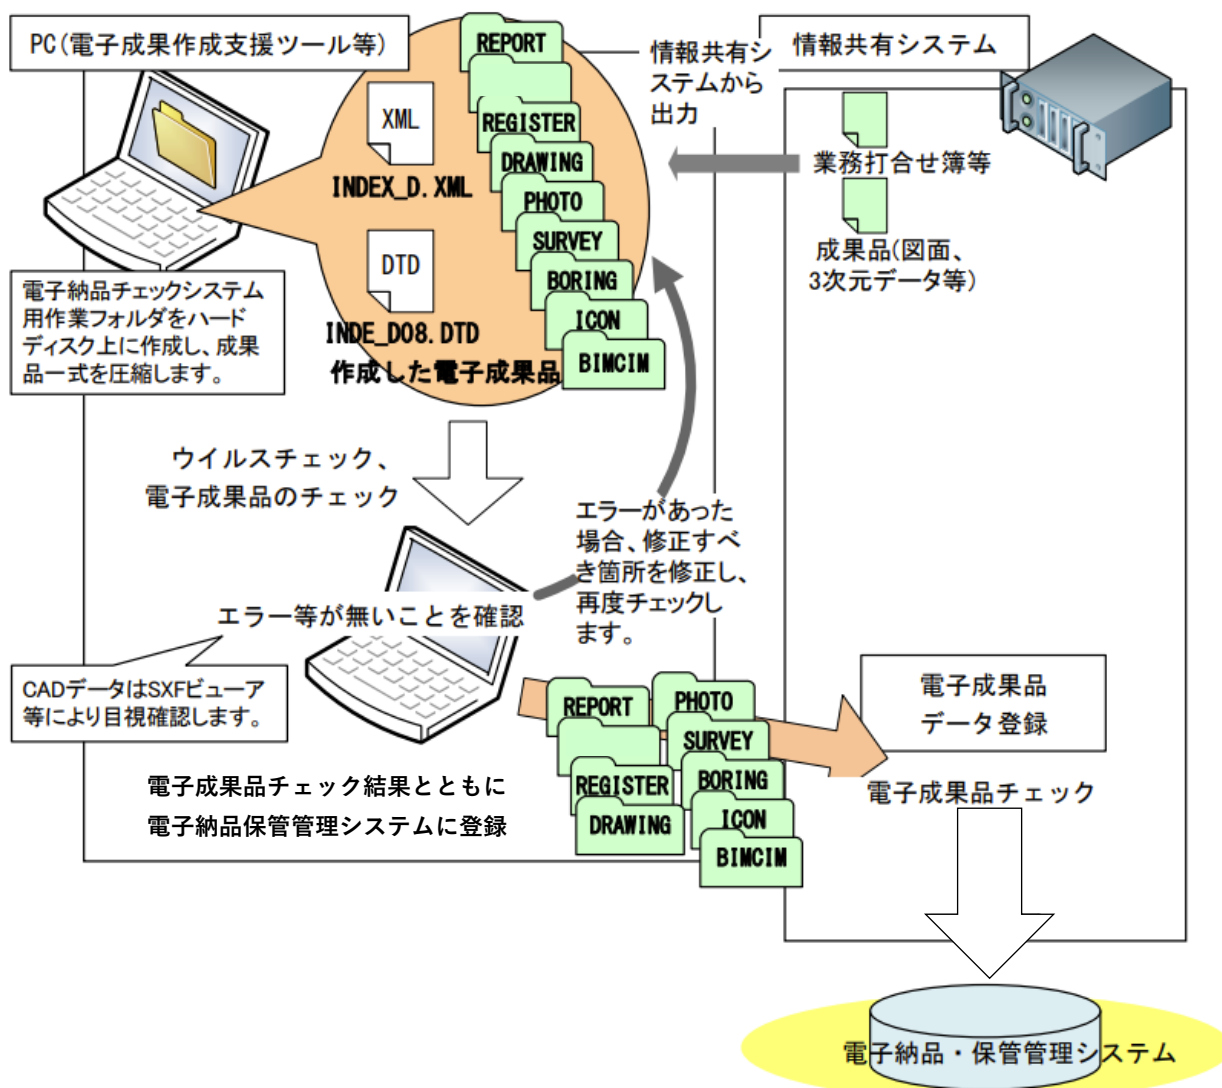 PC(電子成果作成支援ツール等)
REPORT
REGISTER
DRAWING
PHOTO
SURVEY
BORING
ICON
BIMCIM
XML
INDEX_D.XML
DTD
INDE_D08.DTD
作成した電子成果品
情報共有シ
ステムから
出力
情報共有システム
業務打合せ簿等
成果品(図面、
3次元データ等)
電子納品チェックシステム
用作業フォルダをハード
ディスク上に作成し、成果
品一式を圧縮します。
ウイルスチェック、
電子成果品のチェック
エラーがあった
場合、修正すべ
き箇所を修正し、
再度チェックし
ます。
エラー等が無いことを確認
CADデータはSXFビューア
等により目視確認します。
電子成果品チェック結果とともに
電子納品保管管理システムに登録
REPORT
REGISTER
DRAWING
PHOTO
SURVEY
BORING
ICON
BIMCIM
電子成果品
データ登録
電子成果品チェック
電子納品・保管管理システム